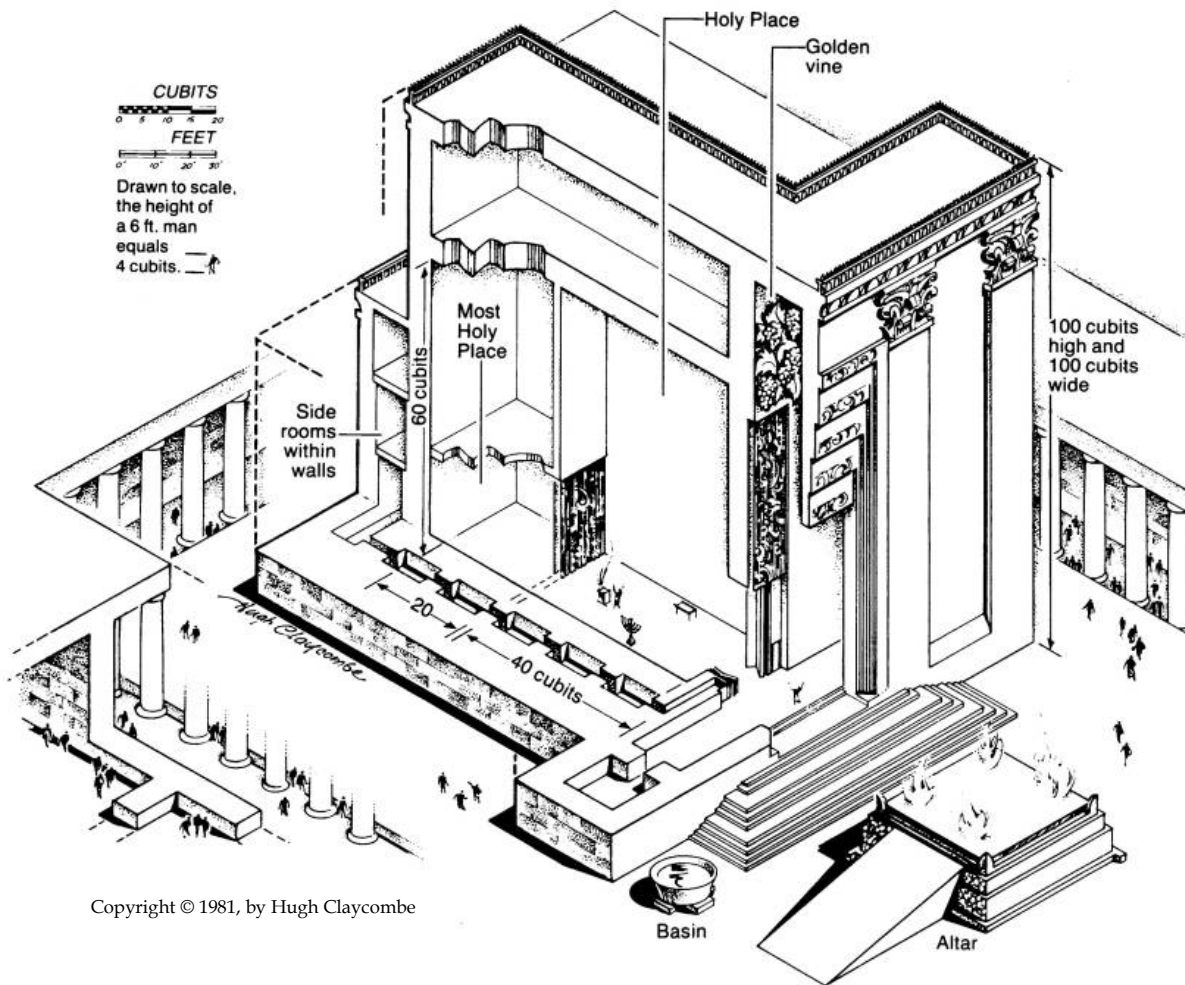 Holy Place
Golden
vine
CUBITS
0 5 10 15 20
FEET
0' 10' 20' 30'
Drawn to scale,
the height of
a 6 ft. man
equals
4 cubits.
Most
Holy
Place
60 cubits
Side
rooms
within
walls
100 cubits
high and
100 cubits
wide
20
40 cubits
Hugh Claycombe
Copyright © 1981, by Hugh Claycombe
Basin
Altar